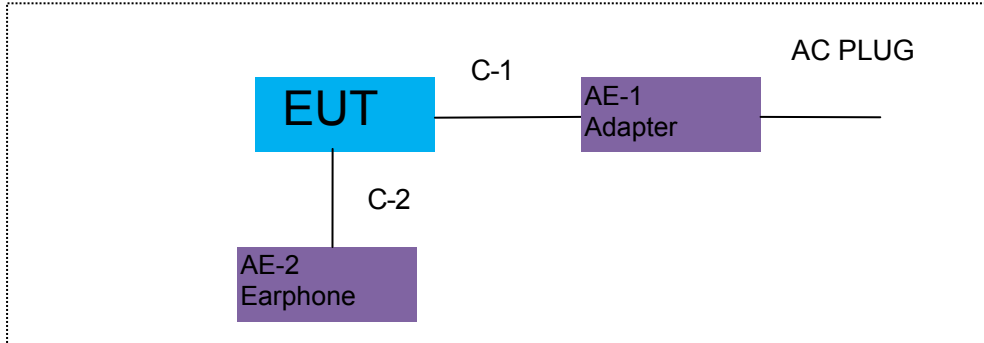 AC PLUG
C-1
EUT
AE-1
Adapter
C-2
AE-2
Earphone